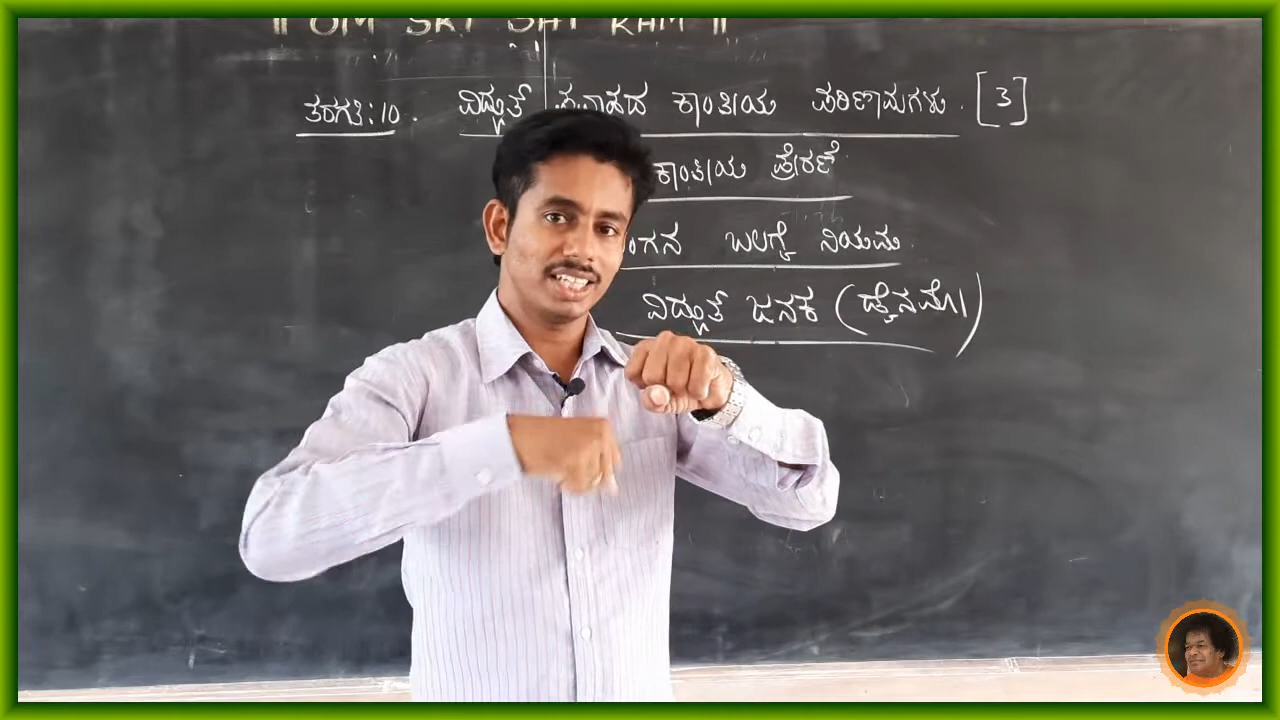 ॥ OM SRI SAI RAM ॥
ತರಗತಿ: 10. ವಿದ್ಯುತ್ ಪ್ರವಾಹದ ಕಾಂತೀಯ ಪರಿಣಾಮಗಳು. [3]
ಕಾಂತೀಯ ಪ್ರೇರಣೆ
ಬಲಗೈ ನಿಯಮ.
ವಿದ್ಯುತ್ ಜನಕ (ಡೈನಮೋ)